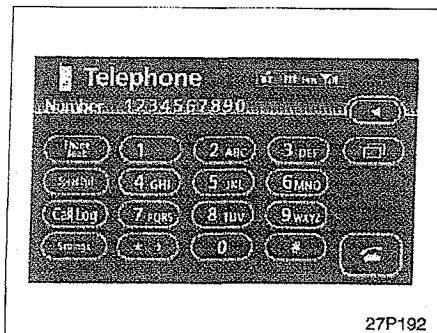 Telephone
Number 1234567890
1 2 ABC 3 DEF
4 GHI 5 JKL 6 MNO
Call Log 7 PQRS 8 TUV 9 WXYZ
0 #
27P192